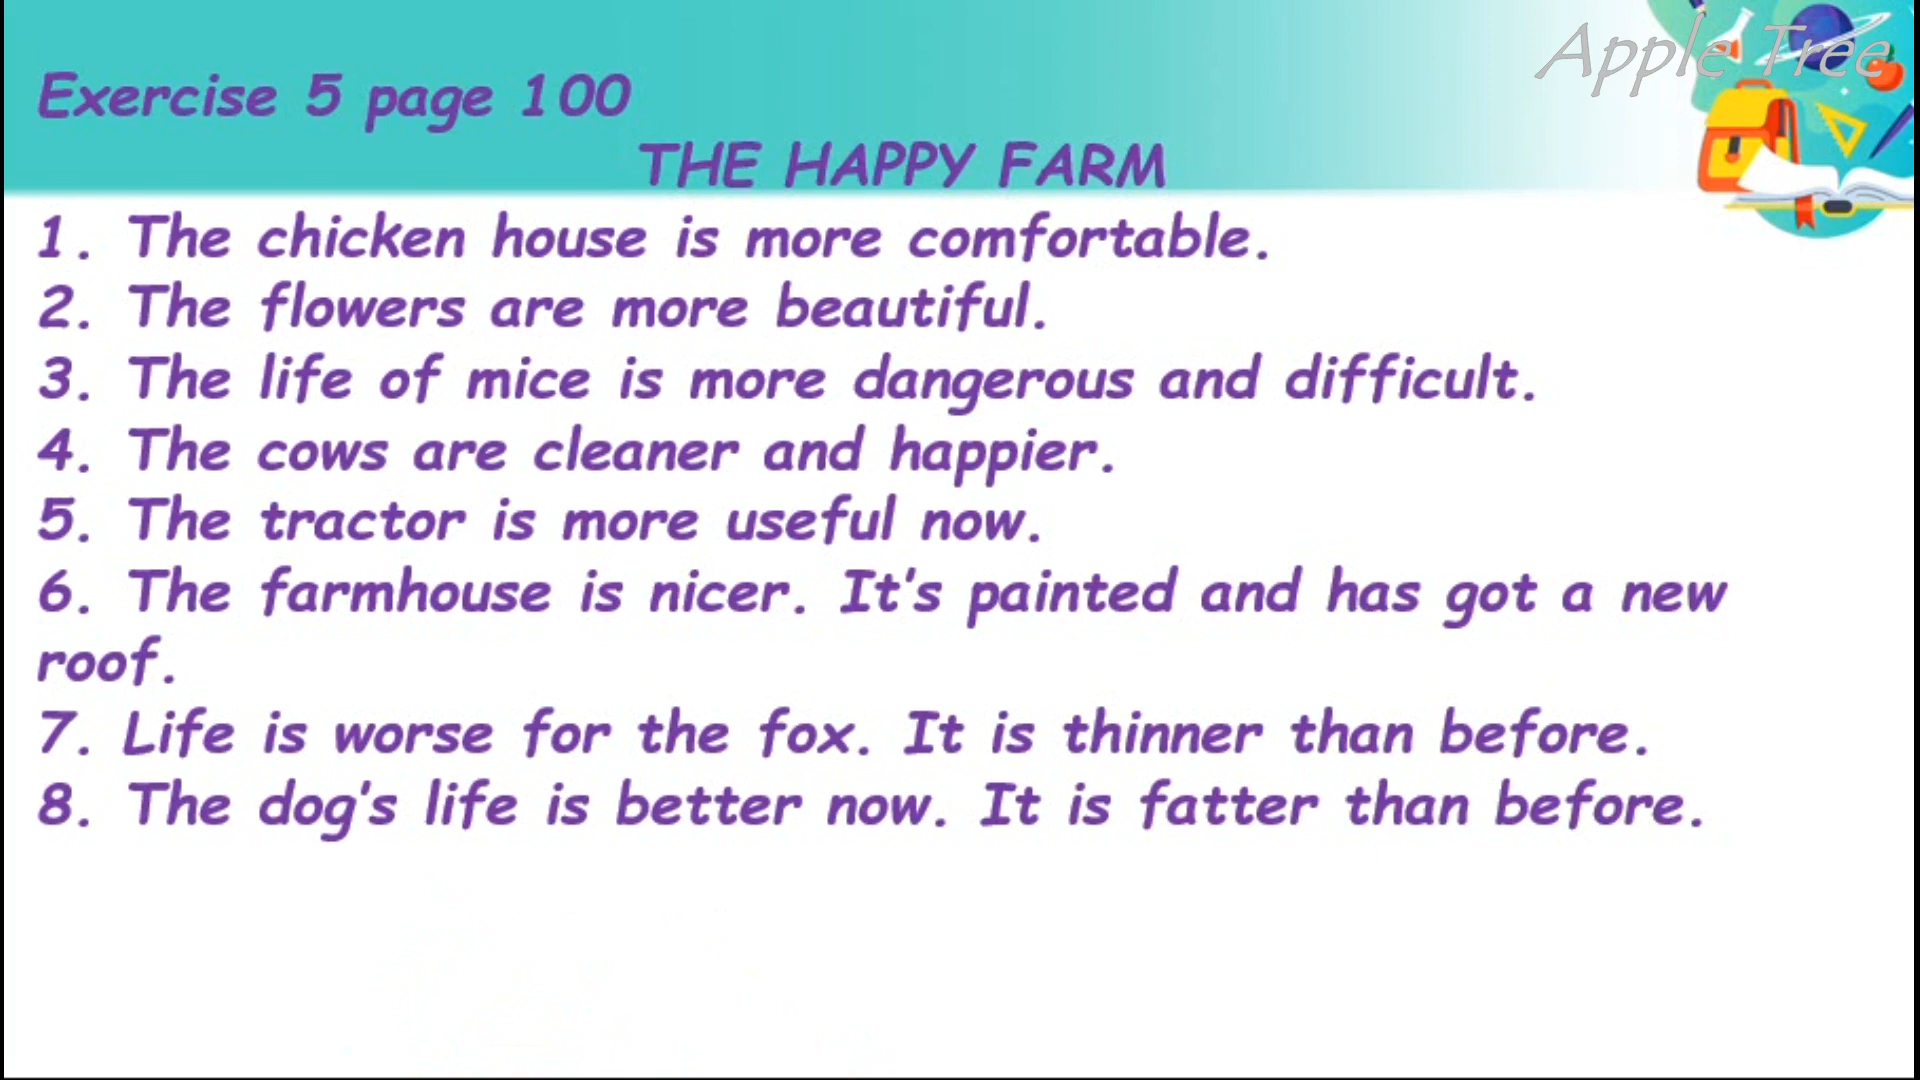 Apple Tree
Exercise 5 page 100
THE HAPPY FARM
1. The chicken house is more comfortable.
2. The flowers are more beautiful.
3. The life of mice is more dangerous and difficult.
4. The cows are cleaner and happier.
5. The tractor is more useful now.
6. The farmhouse is nicer. It's painted and has got a new
roof.
7. Life is worse for the fox. It is thinner than before.
8. The dog's life is better now. It is fatter than before.